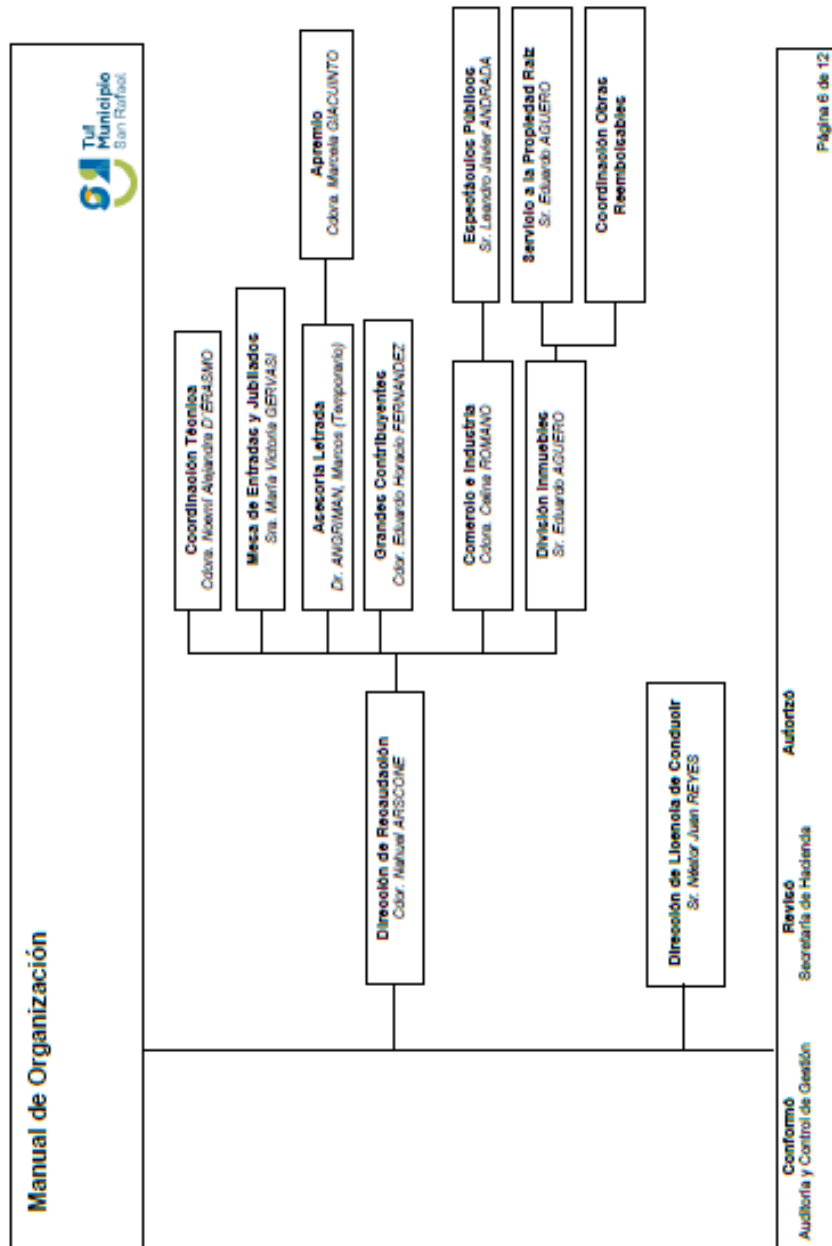 Manual de Organización
Tu!
Municipio
San Rafael
Coordinación Técnica
Cdora. Noemí Alejandra D´ERASMO
Mesa de Entradas y Jubilados
Sra. María Victoria GERVASI
Asesoría Letrada
Dr. ANGRIMAN, Marcos (Temporario)
Apremio
Cdora. Marcela GIACUINTO
Grandes Contribuyentes
Cdor. Eduardo Horacio FERNANDEZ
Dirección de Recaudación
Cdor. Nahuel ARSCONE
Comercio e Industria
Cdora. Celina ROMANO
Espectáculos Públicos
Sr. Leandro Javier ANDRADA
División Inmuebles
Sr. Eduardo AGUERO
Servicio a la Propiedad Raíz
Sr. Eduardo AGUERO
Coordinación Obras
Reembolsables
Dirección de Licencia de Conducir
Sr. Néstor Juan REYES
Conformó
Auditoría y Control de Gestión
Revisó
Secretaría de Hacienda
Autorizó
Página 6 de 12